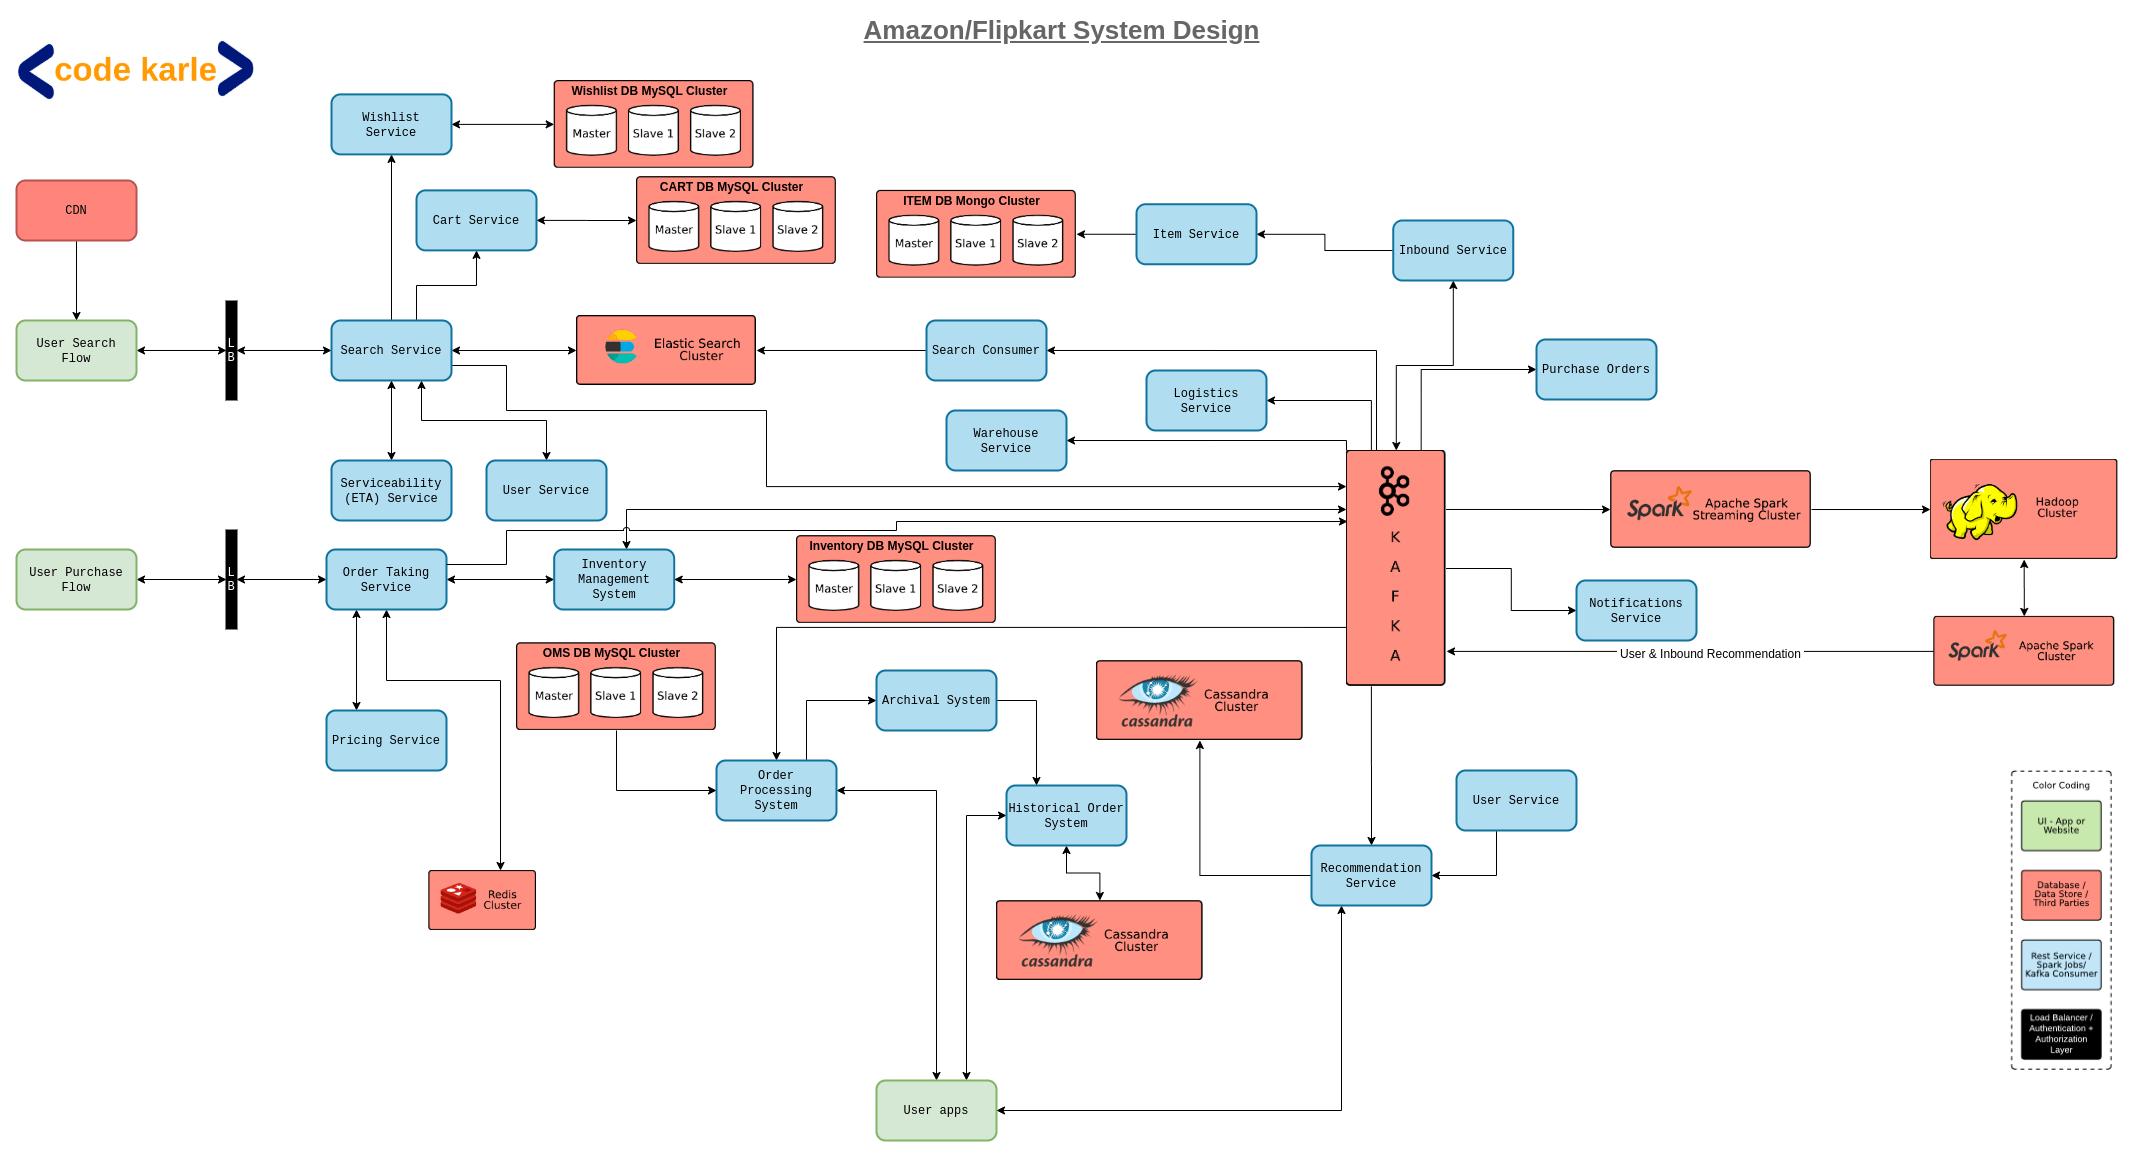 Amazon/Flipkart System Design
<code karle>
Wishlist
Service
Wishlist DB MySQL Cluster
Master
Slave 1
Slave 2
CDN
Cart Service
CART DB MySQL Cluster
Master
Slave 1
Slave 2
ITEM DB Mongo Cluster
Master
Slave 1
Slave 2
Item Service
Inbound Service
User Search
Flow
L
B
Search Service
Elastic Search
Cluster
Search Consumer
Purchase Orders
Logistics
Service
Warehouse
Service
Serviceability
(ETA) Service
User Service
K
A
F
K
A
Spark
Apache Spark
Streaming Cluster
Hadoop
Cluster
User Purchase
Flow
L
B
Order Taking
Service
Inventory
Management
System
Inventory DB MySQL Cluster
Master
Slave 1
Slave 2
Notifications
Service
User & Inbound Recommendation
Spark
Apache Spark
Cluster
OMS DB MySQL Cluster
Master
Slave 1
Slave 2
Archival System
cassandra
Cassandra
Cluster
Pricing Service
Order
Processing
System
Historical Order
System
User Service
Recommendation
Service
Redis
Cluster
cassandra
Cassandra
Cluster
User apps
Color Coding
UI - App or
Website
Database /
Data Store /
Third Parties
Rest Service /
Spark Jobs/
Kafka Consumer
Load Balancer /
Authentication +
Authorization
Layer